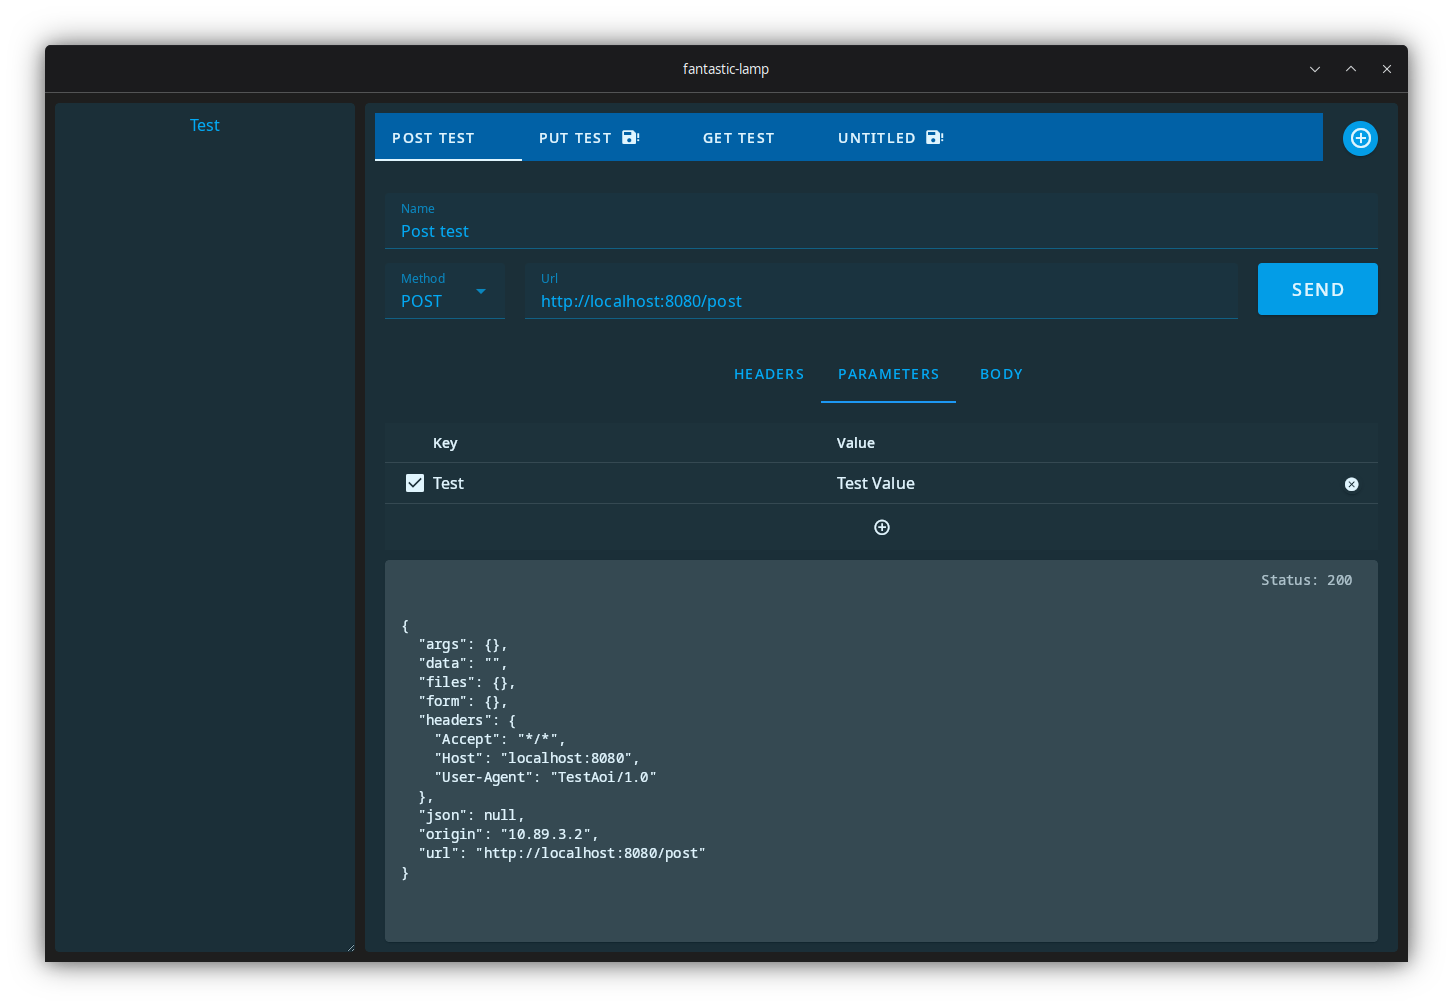 fantastic-lamp
Test
POST TEST PUT TEST GET TEST UNTITLED
Name
Post test
Method Url
POST http://localhost:8080/post SEND
HEADERS PARAMETERS BODY
Key Value
Test Test Value
Status: 200
{
  "args": {},
  "data": "",
  "files": {},
  "form": {},
  "headers": {
    "Accept": "*/*",
    "Host": "localhost:8080",
    "User-Agent": "TestAoi/1.0"
  },
  "json": null,
  "origin": "10.89.3.2",
  "url": "http://localhost:8080/post"
}